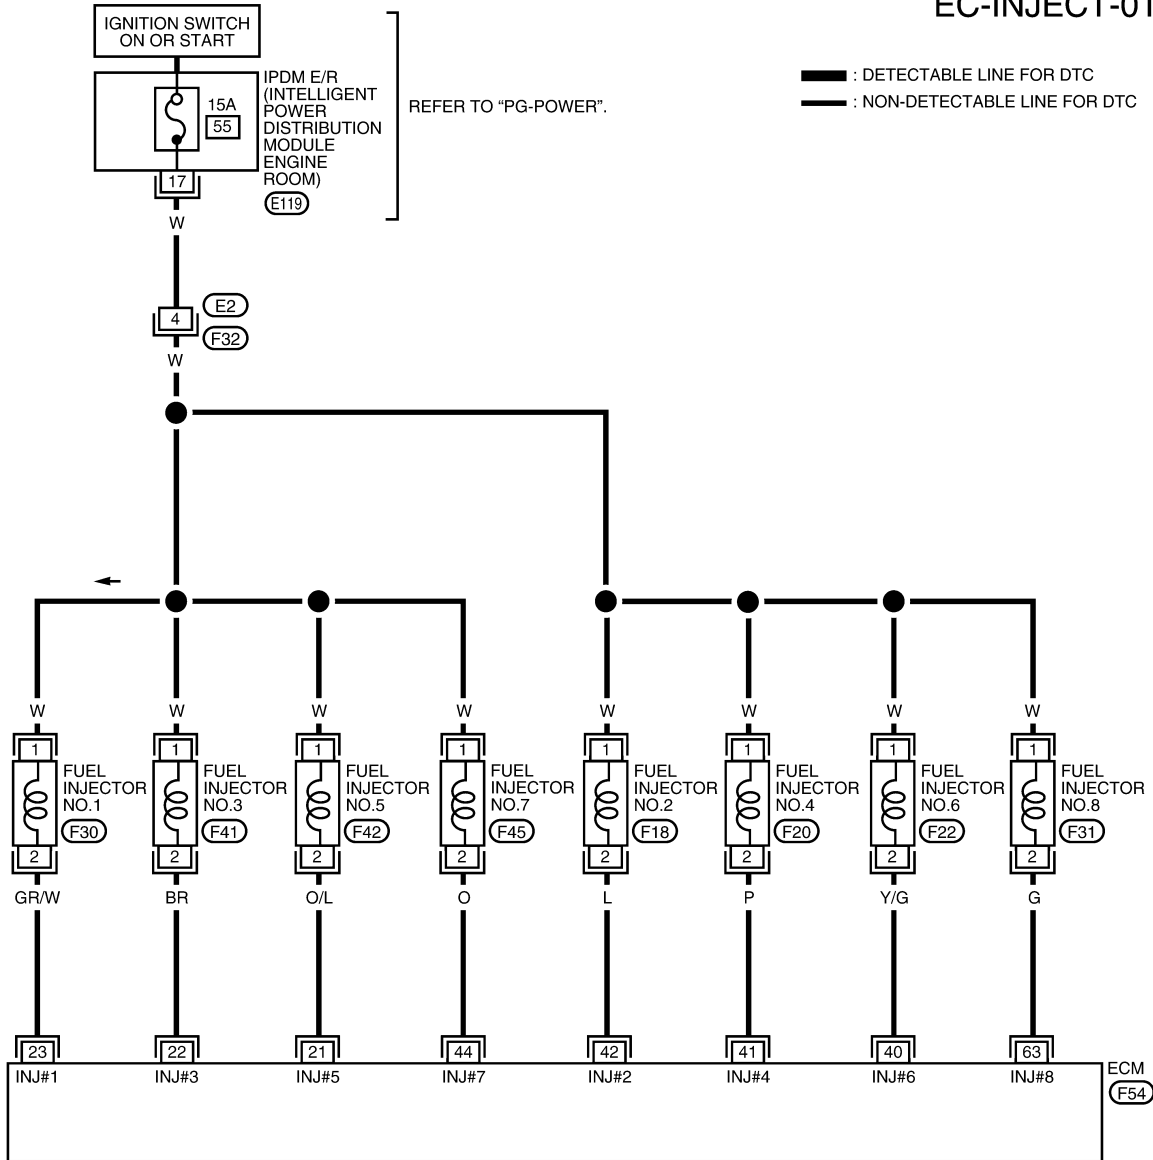 EC-INJECT-01
IGNITION SWITCH
ON OR START
: DETECTABLE LINE FOR DTC
: NON-DETECTABLE LINE FOR DTC
15A
55
IPDM E/R
(INTELLIGENT
POWER
DISTRIBUTION
MODULE
ENGINE
ROOM)
E119
REFER TO “PG-POWER”.
17
W
4
E2
F32
W
W W W W W W W W
1 1 1 1 1 1 1 1
FUEL
INJECTOR
NO.1
F30
FUEL
INJECTOR
NO.3
F41
FUEL
INJECTOR
NO.5
F42
FUEL
INJECTOR
NO.7
F45
FUEL
INJECTOR
NO.2
F18
FUEL
INJECTOR
NO.4
F20
FUEL
INJECTOR
NO.6
F22
FUEL
INJECTOR
NO.8
F31
2 2 2 2 2 2 2 2
GR/W BR O/L O L P Y/G G
23 22 21 44 42 41 40 63
INJ#1 INJ#3 INJ#5 INJ#7 INJ#2 INJ#4 INJ#6 INJ#8
ECM
F54